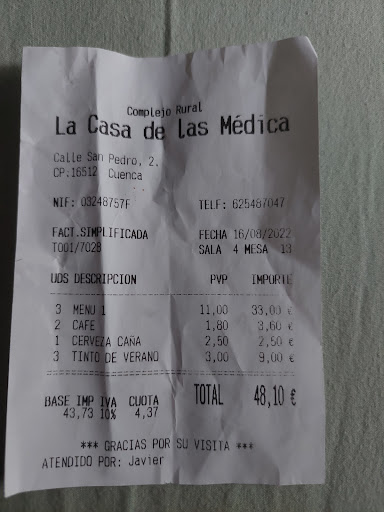 Complejo Rural
La Casa de las Médica
Calle San Pedro, 2.
CP.16512 Cuenca
NIF: 03248757F TELF: 625487047
FACT.SIMPLIFICADA FECHA 16/08/2022
T001/7028 SALA 4 MESA 13
UDS DESCRIPCION PVP IMPORTE
3 MENU 1 11,00 33,00 €
2 CAFE 1,80 3,60 €
1 CERVEZA CAÑA 2,50 2,50 €
3 TINTO DE VERANO 3,00 9,00 €
BASE IMP IVA CUOTA TOTAL 48,10 €
43,73 10% 4,37
*** GRACIAS POR SU VISITA ***
ATENDIDO POR: Javier